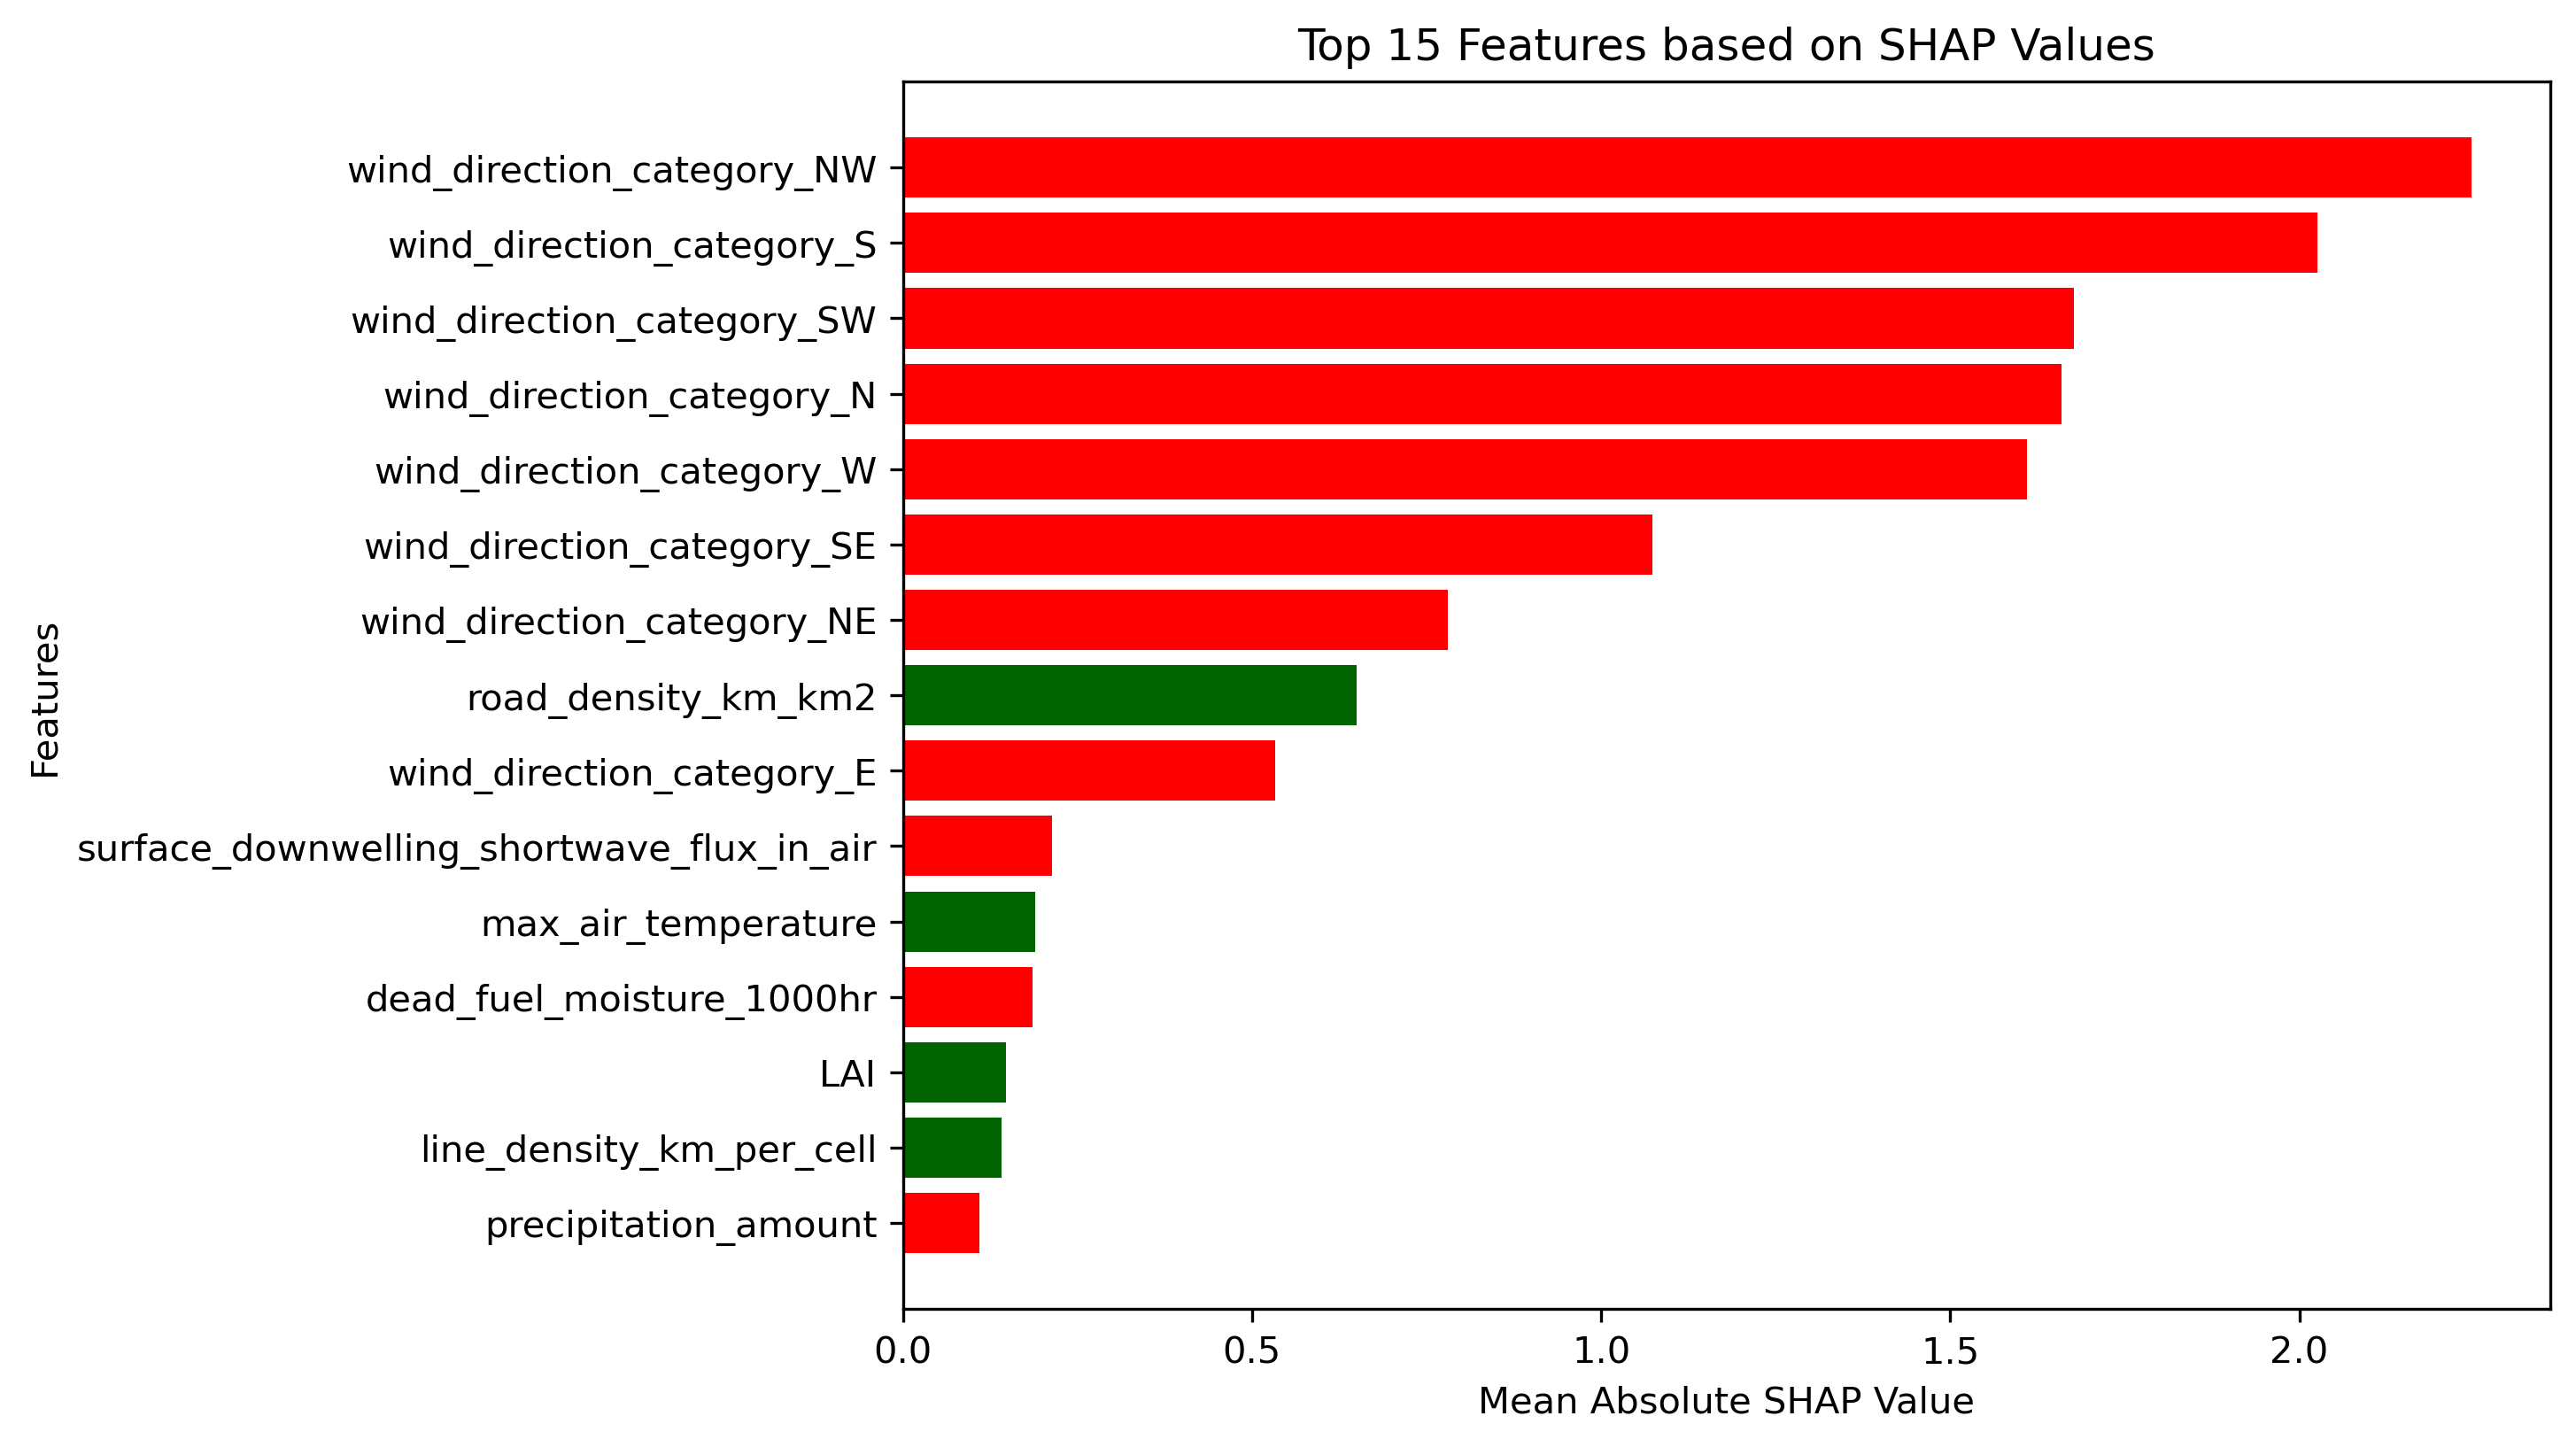 Top 15 Features based on SHAP Values
wind_direction_category_NW
wind_direction_category_S
wind_direction_category_SW
wind_direction_category_N
wind_direction_category_W
wind_direction_category_SE
wind_direction_category_NE
road_density_km_km2
wind_direction_category_E
surface_downwelling_shortwave_flux_in_air
max_air_temperature
dead_fuel_moisture_1000hr
LAI
line_density_km_per_cell
precipitation_amount
Features
0.0 0.5 1.0 1.5 2.0
Mean Absolute SHAP Value